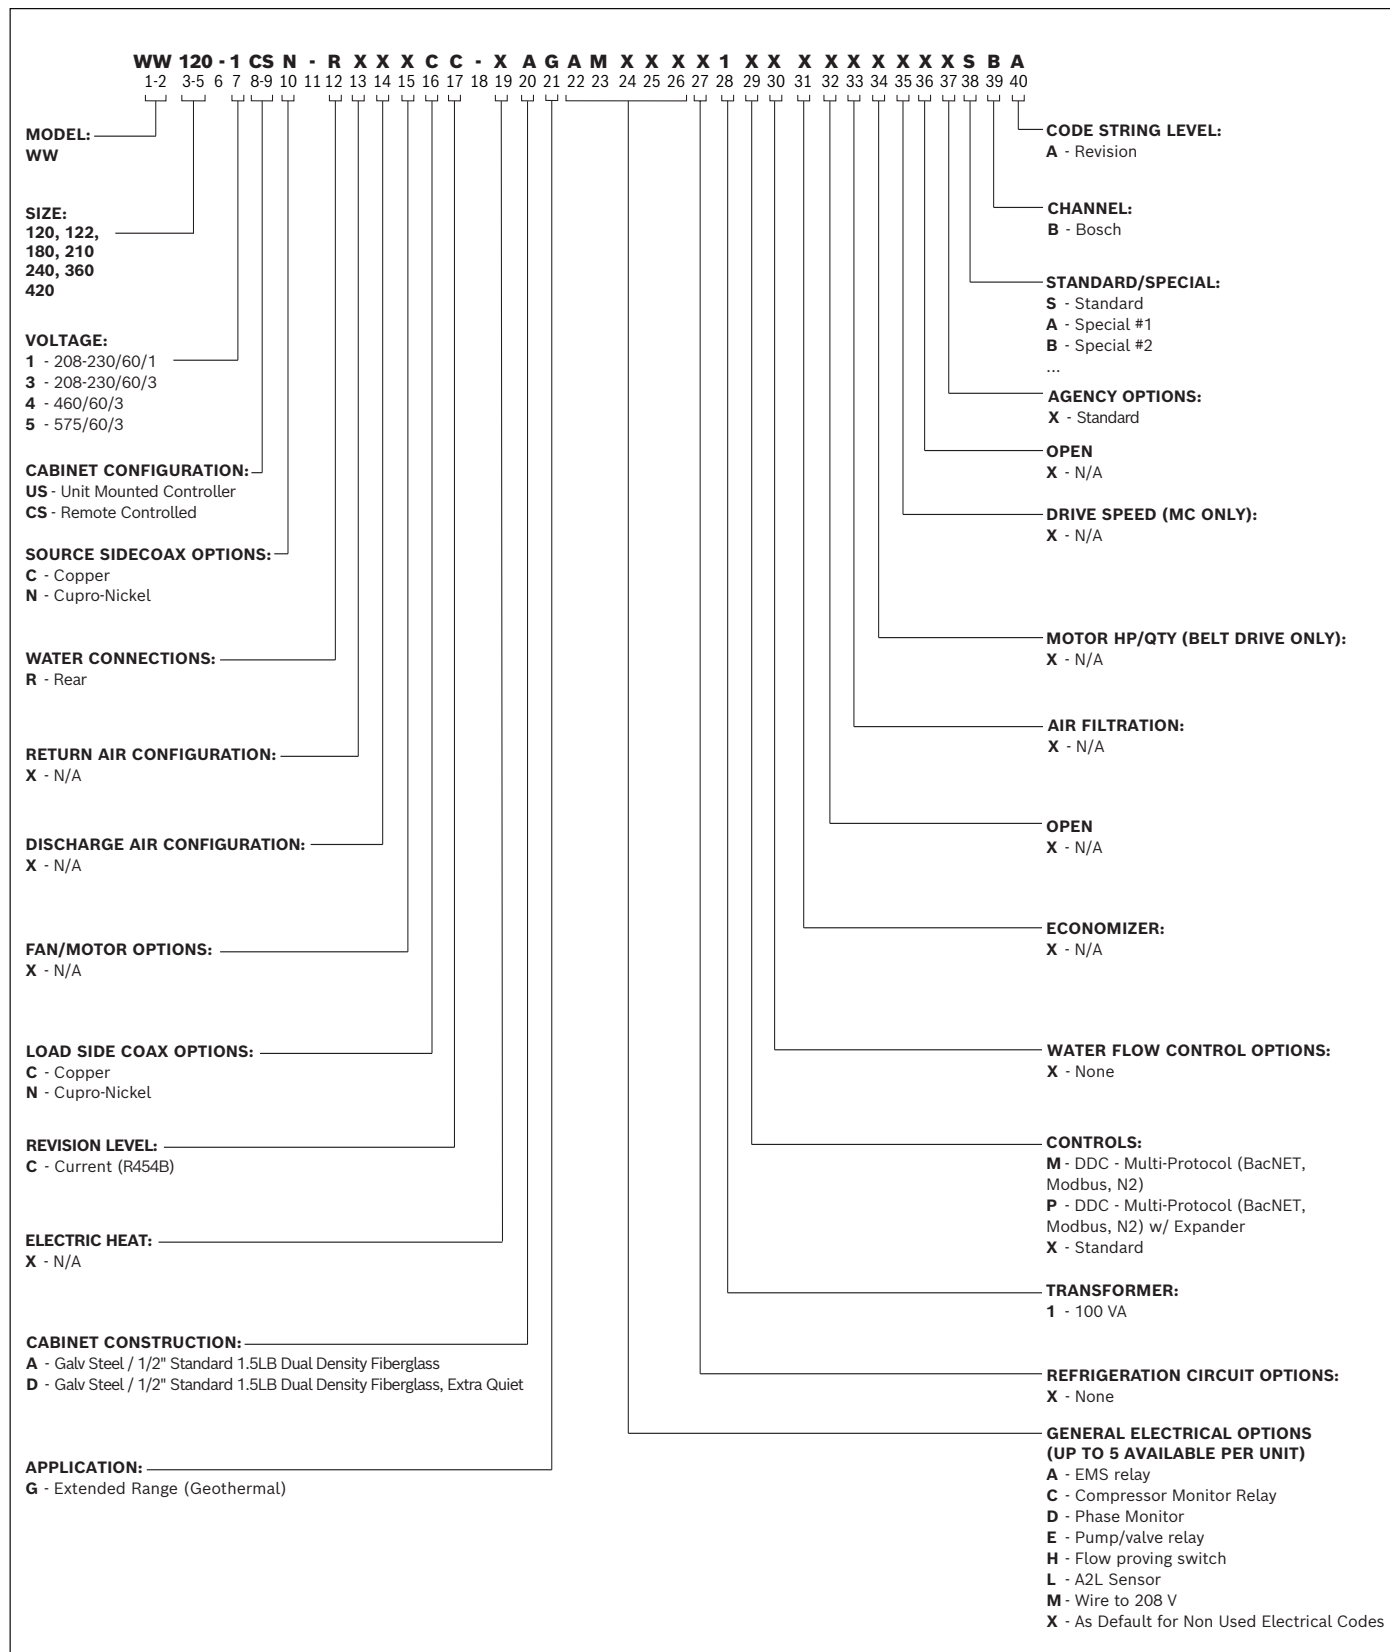 WW 120 - 1 CS N - R X X X C C - X A G A M X X X X 1 X X X X X X X X X S B A
1-2 3-5 6 7 8-9 10 11 12 13 14 15 16 17 18 19 20 21 22 23 24 25 26 27 28 29 30 31 32 33 34 35 36 37 38 39 40
MODEL:
WW
SIZE:
120, 122,
180, 210
240, 360
420
VOLTAGE:
1 - 208-230/60/1
3 - 208-230/60/3
4 - 460/60/3
5 - 575/60/3
CABINET CONFIGURATION:
US - Unit Mounted Controller
CS - Remote Controlled
SOURCE SIDECOAX OPTIONS:
C - Copper
N - Cupro-Nickel
WATER CONNECTIONS:
R - Rear
RETURN AIR CONFIGURATION:
X - N/A
DISCHARGE AIR CONFIGURATION:
X - N/A
FAN/MOTOR OPTIONS:
X - N/A
LOAD SIDE COAX OPTIONS:
C - Copper
N - Cupro-Nickel
REVISION LEVEL:
C - Current (R454B)
ELECTRIC HEAT:
X - N/A
CABINET CONSTRUCTION:
A - Galv Steel / 1/2" Standard 1.5LB Dual Density Fiberglass
D - Galv Steel / 1/2" Standard 1.5LB Dual Density Fiberglass, Extra Quiet
APPLICATION:
G - Extended Range (Geothermal)
CODE STRING LEVEL:
A - Revision
CHANNEL:
B - Bosch
STANDARD/SPECIAL:
S - Standard
A - Special #1
B - Special #2
...
AGENCY OPTIONS:
X - Standard
OPEN
X - N/A
DRIVE SPEED (MC ONLY):
X - N/A
MOTOR HP/QTY (BELT DRIVE ONLY):
X - N/A
AIR FILTRATION:
X - N/A
OPEN
X - N/A
ECONOMIZER:
X - N/A
WATER FLOW CONTROL OPTIONS:
X - None
CONTROLS:
M - DDC - Multi-Protocol (BacNET,
Modbus, N2)
P - DDC - Multi-Protocol (BacNET,
Modbus, N2) w/ Expander
X - Standard
TRANSFORMER:
1 - 100 VA
REFRIGERATION CIRCUIT OPTIONS:
X - None
GENERAL ELECTRICAL OPTIONS
(UP TO 5 AVAILABLE PER UNIT)
A - EMS relay
C - Compressor Monitor Relay
D - Phase Monitor
E - Pump/valve relay
H - Flow proving switch
L - A2L Sensor
M - Wire to 208 V
X - As Default for Non Used Electrical Codes